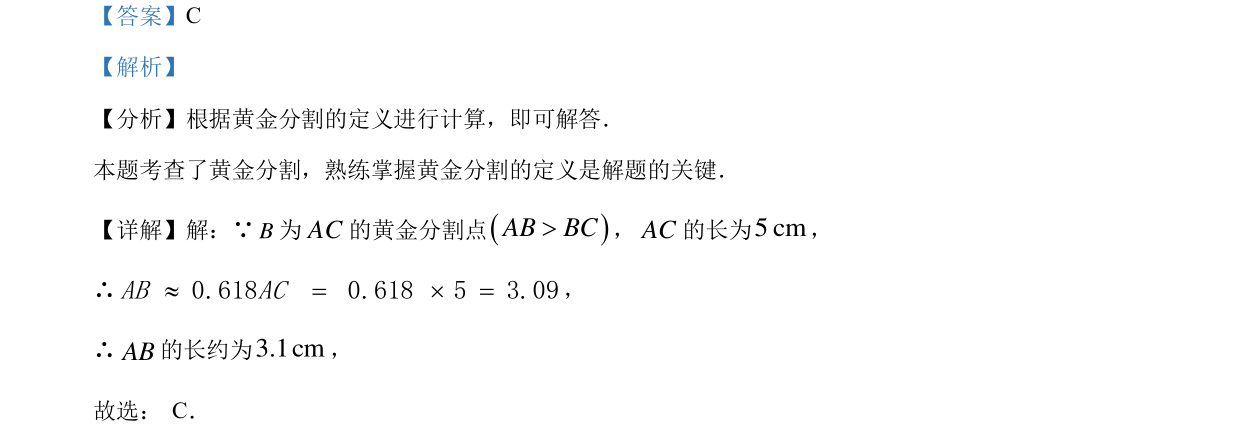 【答案】C
【解析】
【分析】根据黄金分割的定义进行计算，即可解答．
本题考查了黄金分割，熟练掌握黄金分割的定义是解题的关键．
【详解】解：∵ B 为 AC 的黄金分割点(AB > BC)，AC 的长为5 cm，
∴ AB ≈ 0.618AC = 0.618 × 5 = 3.09，
∴ AB 的长约为3.1cm，
故选： C．